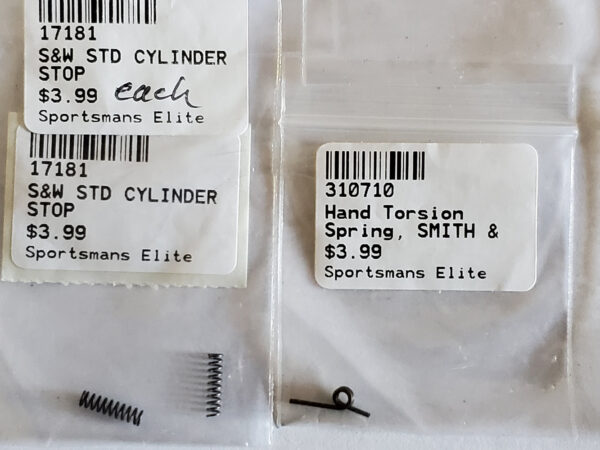 17181
S&W STD CYLINDER
STOP
$3.99 each
Sportsmans Elite
17181
S&W STD CYLINDER
STOP
$3.99
Sportsmans Elite
310710
Hand Torsion
Spring, SMITH &
$3.99
Sportsmans Elite